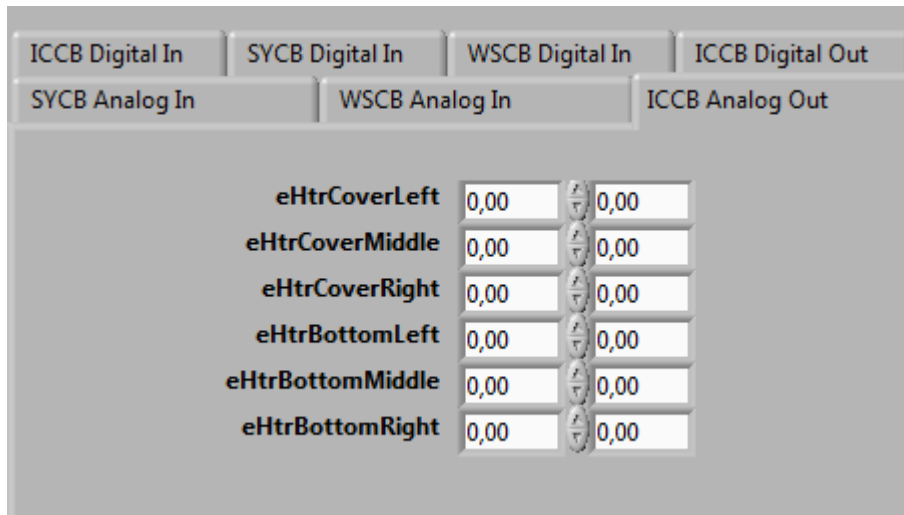 ICCB Digital In SYCB Digital In WSCB Digital In ICCB Digital Out
SYCB Analog In WSCB Analog In ICCB Analog Out
eHtrCoverLeft 0,00 0,00
eHtrCoverMiddle 0,00 0,00
eHtrCoverRight 0,00 0,00
eHtrBottomLeft 0,00 0,00
eHtrBottomMiddle 0,00 0,00
eHtrBottomRight 0,00 0,00